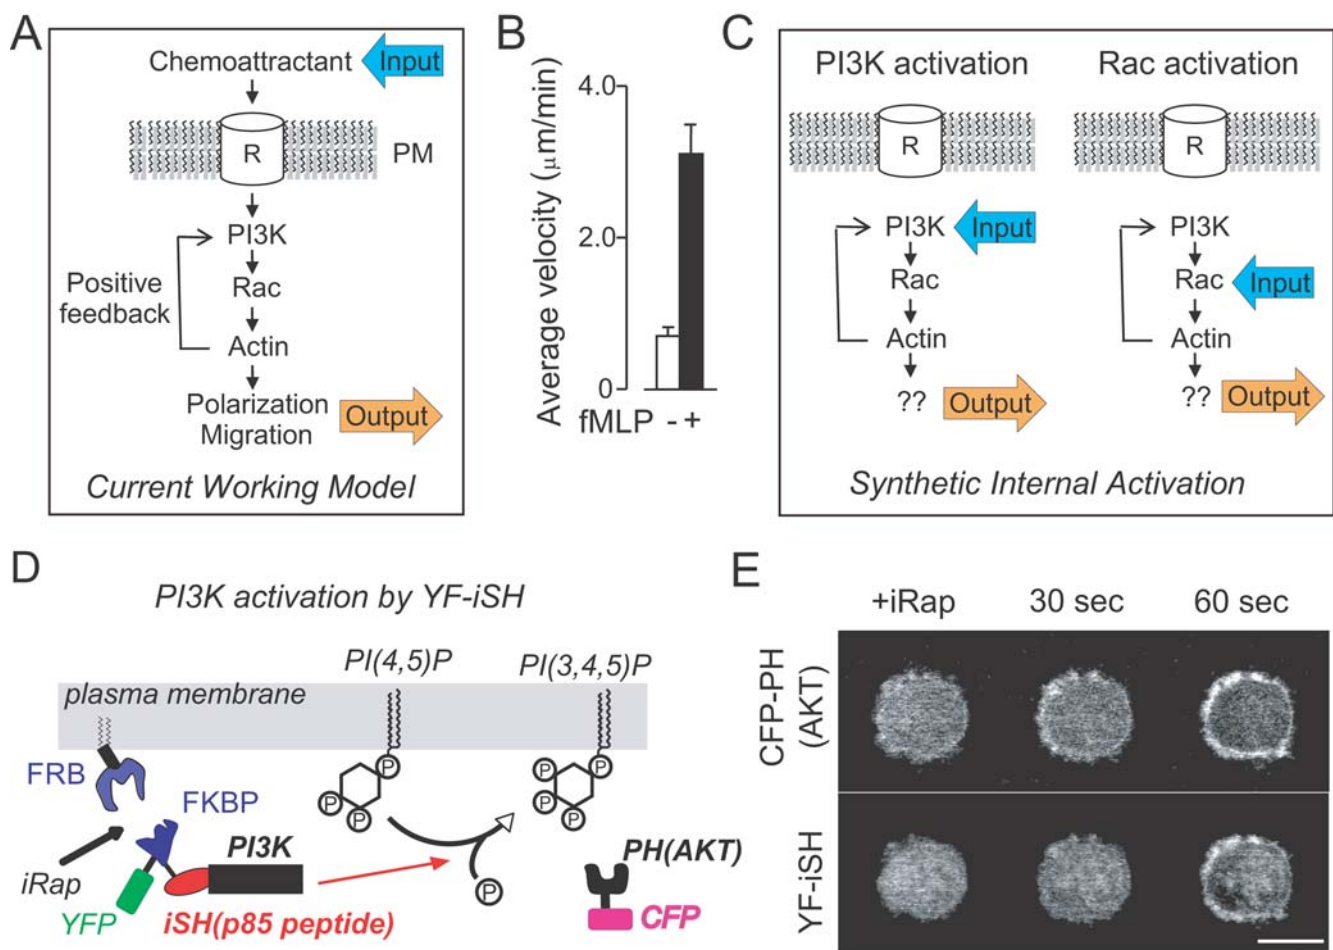 A
Chemoattractant
Input
R
PM
PI3K
Positive
feedback
Rac
Actin
Polarization
Migration
Output
Current Working Model
B
Average velocity (μm/min)
4.0
2.0
0
fMLP - +
C
PI3K activation
Rac activation
R
R
PI3K
Input
PI3K
Rac
Rac
Input
Actin
Actin
??
Output
??
Output
Synthetic Internal Activation
D
PI3K activation by YF-iSH
PI(4,5)P
PI(3,4,5)P
plasma membrane
FRB
FKBP
P
P
P
P
P
P
P
P
iRap
PI3K
YFP
iSH(p85 peptide)
PH(AKT)
CFP
E
+iRap
30 sec
60 sec
CFP-PH
(AKT)
YF-iSH